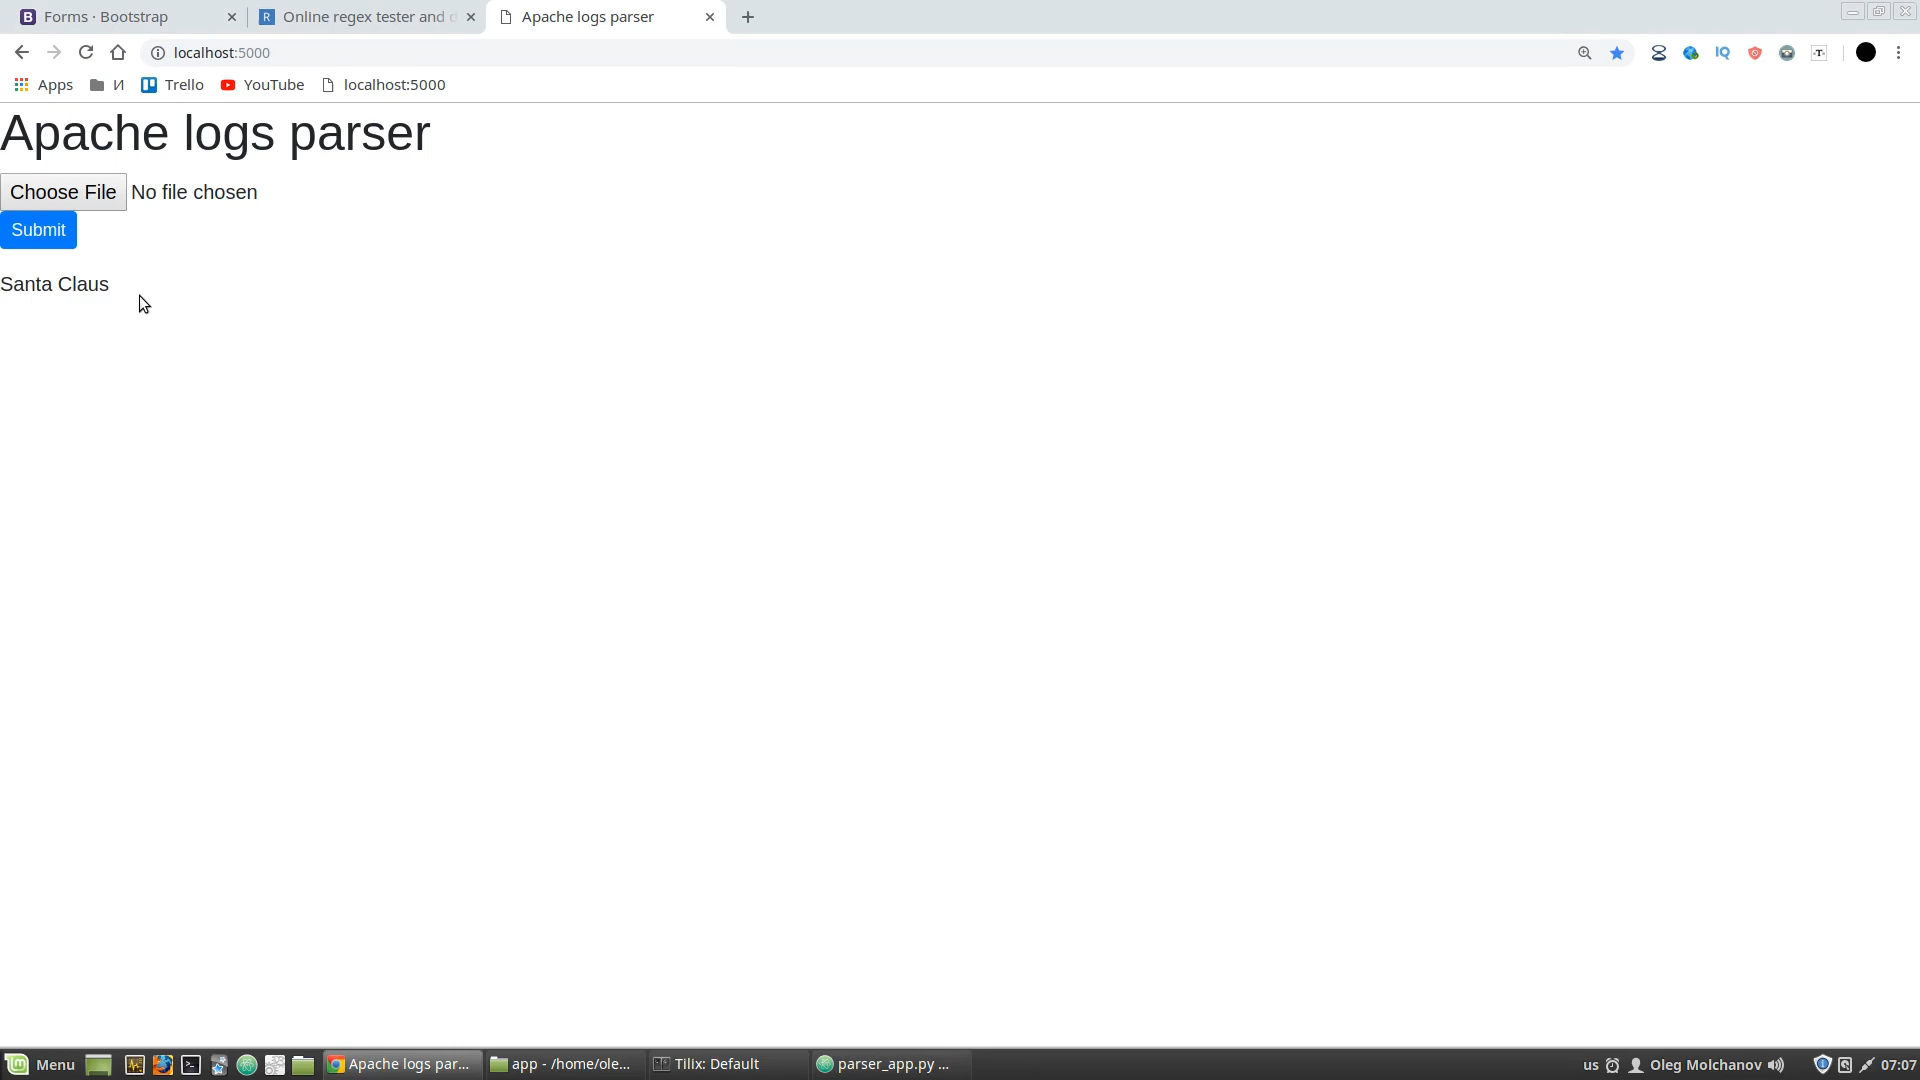 Forms · Bootstrap
Online regex tester and d
Apache logs parser
localhost:5000
IQ
Apps
И
Trello
YouTube
localhost:5000
Apache logs parser
Choose File No file chosen
Submit
Santa Claus
Menu
Apache logs par...
app - /home/ole...
Tilix: Default
parser_app.py ...
us
Oleg Molchanov
07:07